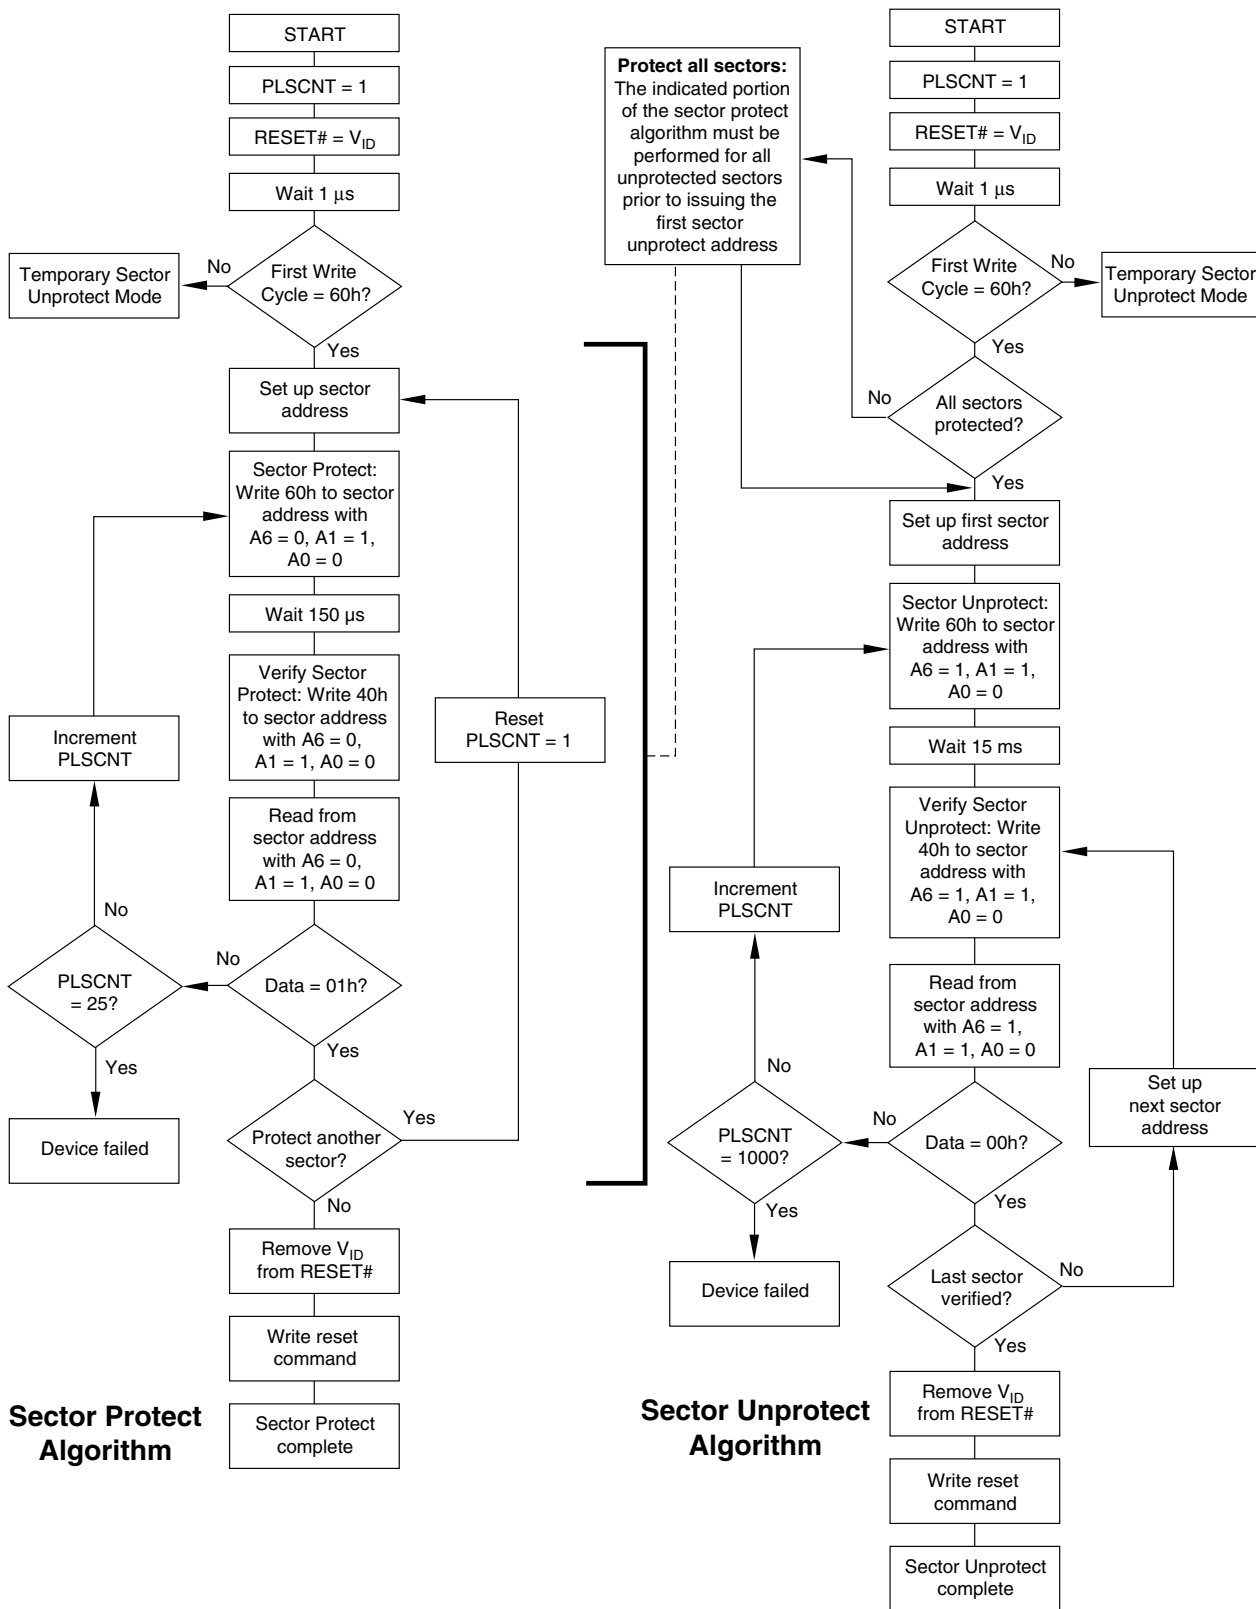 START
PLSCNT = 1
RESET# = VID
Wait 1 μs
First Write
Cycle = 60h?
No
Temporary Sector
Unprotect Mode
Yes
Set up sector
address
Sector Protect:
Write 60h to sector
address with
A6 = 0, A1 = 1,
A0 = 0
Wait 150 µs
Verify Sector
Protect: Write 40h
to sector address
with A6 = 0,
A1 = 1, A0 = 0
Increment
PLSCNT
Reset
PLSCNT = 1
Read from
sector address
with A6 = 0,
A1 = 1, A0 = 0
No
PLSCNT
= 25?
No
Data = 01h?
Yes
Yes
Device failed
Protect another
sector?
Yes
No
Remove VID
from RESET#
Write reset
command
Sector Protect
complete
Sector Protect
Algorithm
Protect all sectors:
The indicated portion
of the sector protect
algorithm must be
performed for all
unprotected sectors
prior to issuing the
first sector
unprotect address
START
PLSCNT = 1
RESET# = VID
Wait 1 μs
First Write
Cycle = 60h?
No
Temporary Sector
Unprotect Mode
Yes
No
All sectors
protected?
Yes
Set up first sector
address
Sector Unprotect:
Write 60h to sector
address with
A6 = 1, A1 = 1,
A0 = 0
Wait 15 ms
Verify Sector
Unprotect: Write
40h to sector
address with
A6 = 1, A1 = 1,
A0 = 0
Increment
PLSCNT
Read from
sector address
with A6 = 1,
A1 = 1, A0 = 0
No
Set up
next sector
address
PLSCNT
= 1000?
No
Data = 00h?
Yes
Yes
Device failed
Last sector
verified?
No
Yes
Remove VID
from RESET#
Write reset
command
Sector Unprotect
complete
Sector Unprotect
Algorithm